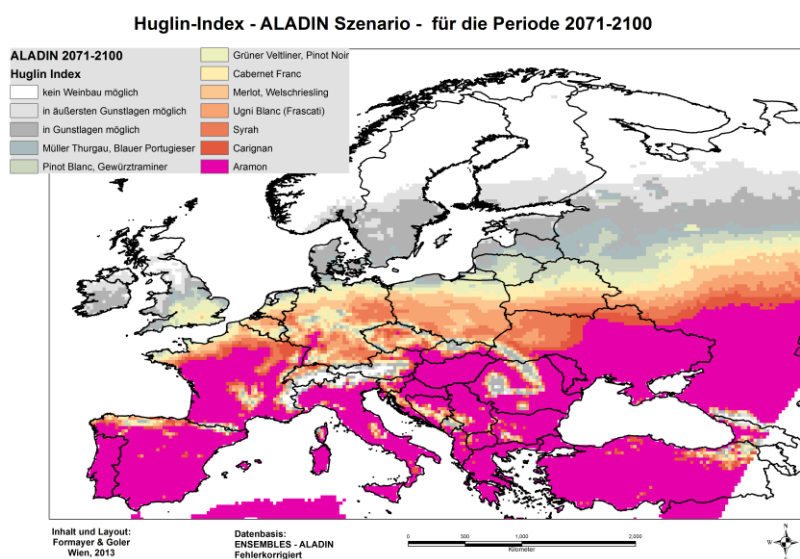 Huglin-Index - ALADIN Szenario - für die Periode 2071-2100
ALADIN 2071-2100
Huglin Index
kein Weinbau möglich
in äußersten Gunstlagen möglich
in Gunstlagen möglich
Müller Thurgau, Blauer Portugieser
Pinot Blanc, Gewürztraminer
Grüner Veltliner, Pinot Noir
Cabernet Franc
Merlot, Welschriesling
Ugni Blanc (Frascati)
Syrah
Carignan
Aramon
Inhalt und Layout:
Formayer & Goler
Wien, 2013
Datenbasis:
ENSEMBLES - ALADIN
Fehlerkorrigiert
0 500 1.000 2.000
Kilometer
N